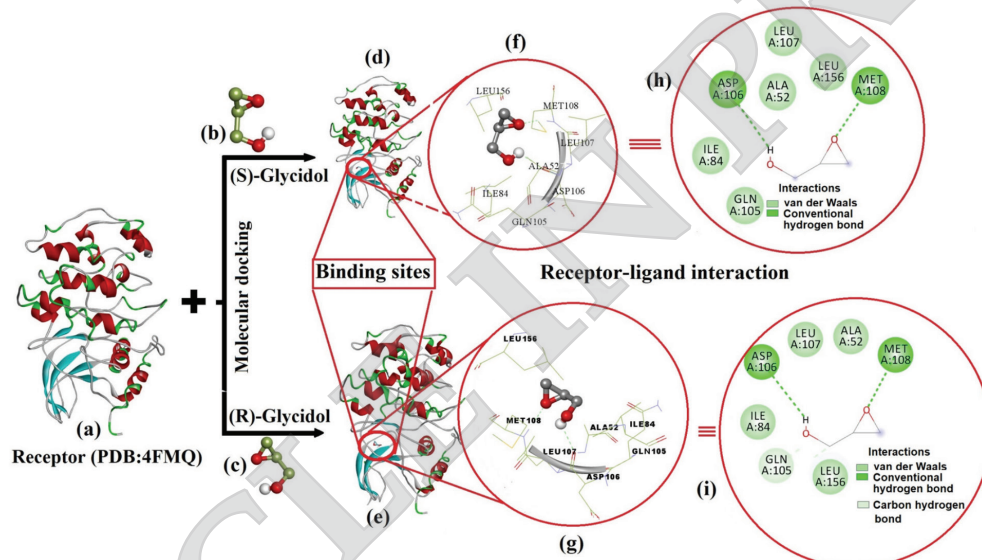 (a)
Receptor (PDB:4FMQ)
+
Molecular docking
(b)
(S)-Glycidol
(R)-Glycidol
(c)
(d)
Binding sites
(e)
(f)
LEU156
MET108
LEU107
ALA52
ILE84
ASP106
GLN105
Receptor-ligand interaction
LEU156
MET108
ALA52
ILE84
LEU107
GLN105
ASP106
(g)
(h)
LEU
A:107
ASP
A:106
ALA
A:52
LEU
A:156
MET
A:108
ILE
A:84
H
O
O
GLN
A:105
Interactions
van der Waals
Conventional
hydrogen bond
(i)
ASP
A:106
LEU
A:107
ALA
A:52
MET
A:108
ILE
A:84
H
O
O
GLN
A:105
LEU
A:156
Interactions
van der Waals
Conventional
hydrogen bond
Carbon hydrogen
bond